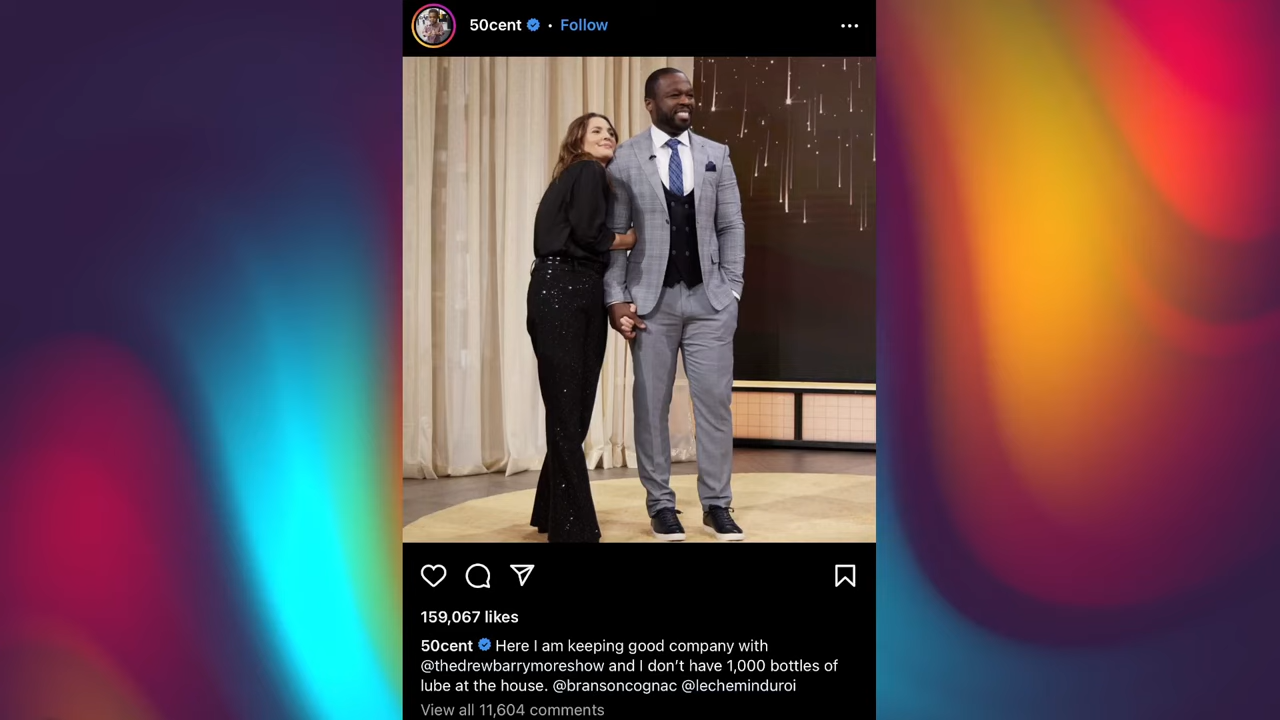 50cent • Follow
159,067 likes
50cent Here I am keeping good company with
@thedrewbarrymoreshow and I don’t have 1,000 bottles of
lube at the house. @bransoncognac @lecheminduroi
View all 11,604 comments